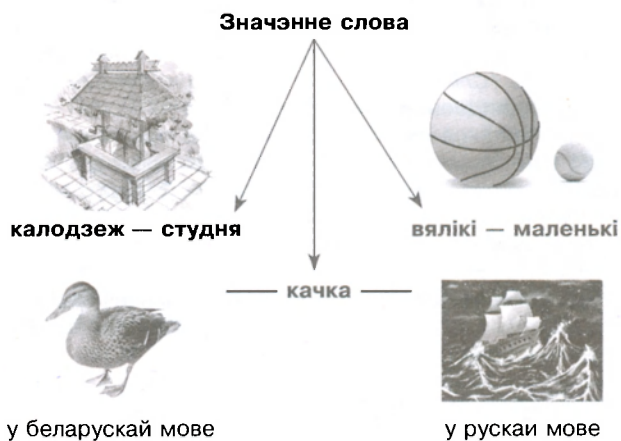 Значэнне слова
калодзеж — студня
вялікі — маленькі
— качка —
у беларускай мове
у рускаи мове